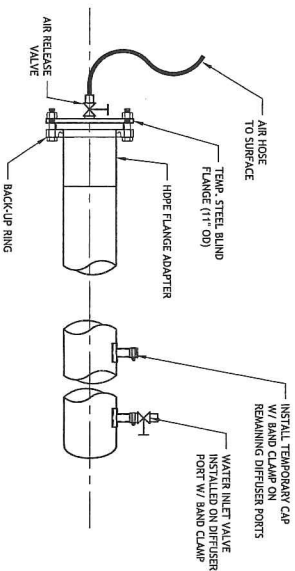 AIR RELEASE
VALVE
AIR HOSE
TO SURFACE
TEMP. STEEL BLIND
FLANGE (11" OD)
HDPE FLANGE ADAPTER
BACK-UP RING
INSTALL TEMPORARY CAP
W/ BAND CLAMP ON
REMAINING DIFFUSER PORTS
WATER INLET VALVE
INSTALLED ON DIFFUSER
PORT W/ BAND CLAMP